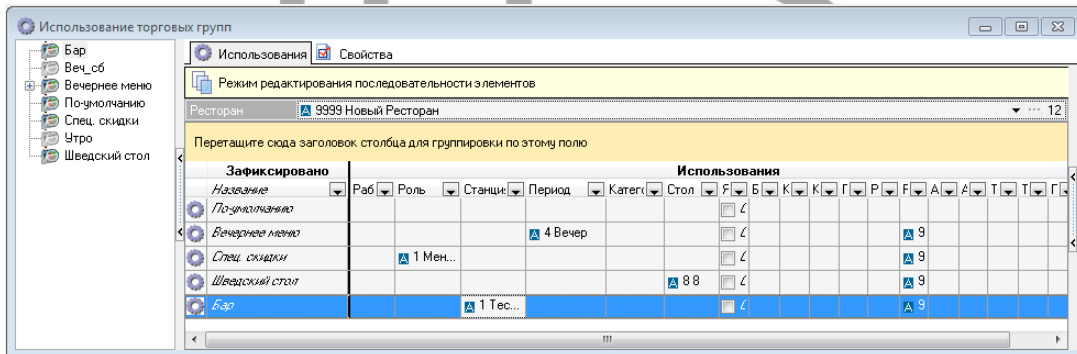 Использование торговых групп
Бар
Веч_сб
Вечернее меню
По-умолчанию
Спец. скидки
Утро
Шведский стол
Использования Свойства
Режим редактирования последовательности элементов
Ресторан 9999 Новый Ресторан ... 12
Перетащите сюда заголовок столбца для группировки по этому полю
Зафиксировано Использования
Название Раб Роль Станци: Период Катего Стол Я Б К К Г Р F А А Т Т Г
По-умолчанию
Вечернее меню 4 Вечер 9
Спец. скидки 1 Мен... 9
Шведский стол 8 8 9
Бар 1 Тес... 9